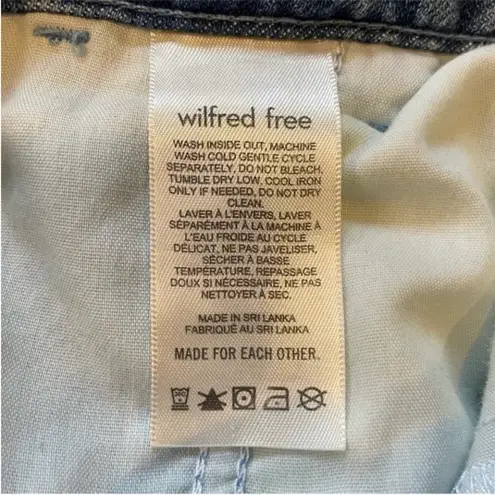 wilfred free
WASH INSIDE OUT, MACHINE
WASH COLD GENTLE CYCLE
SEPARATELY, DO NOT BLEACH.
TUMBLE DRY LOW, COOL IRON
ONLY IF NEEDED, DO NOT DRY
CLEAN.
LAVER À L'ENVERS, LAVER
SÉPARÉMENT À LA MACHINE À
L'EAU FROIDE AU CYCLE
DÉLICAT, NE PAS JAVELISER,
SÉCHER À BASSE
TEMPÉRATURE, REPASSAGE
DOUX SI NÉCESSAIRE, NE PAS
NETTOYER À SEC.
MADE IN SRI LANKA
FABRIQUÉ AU SRI LANKA
MADE FOR EACH OTHER.